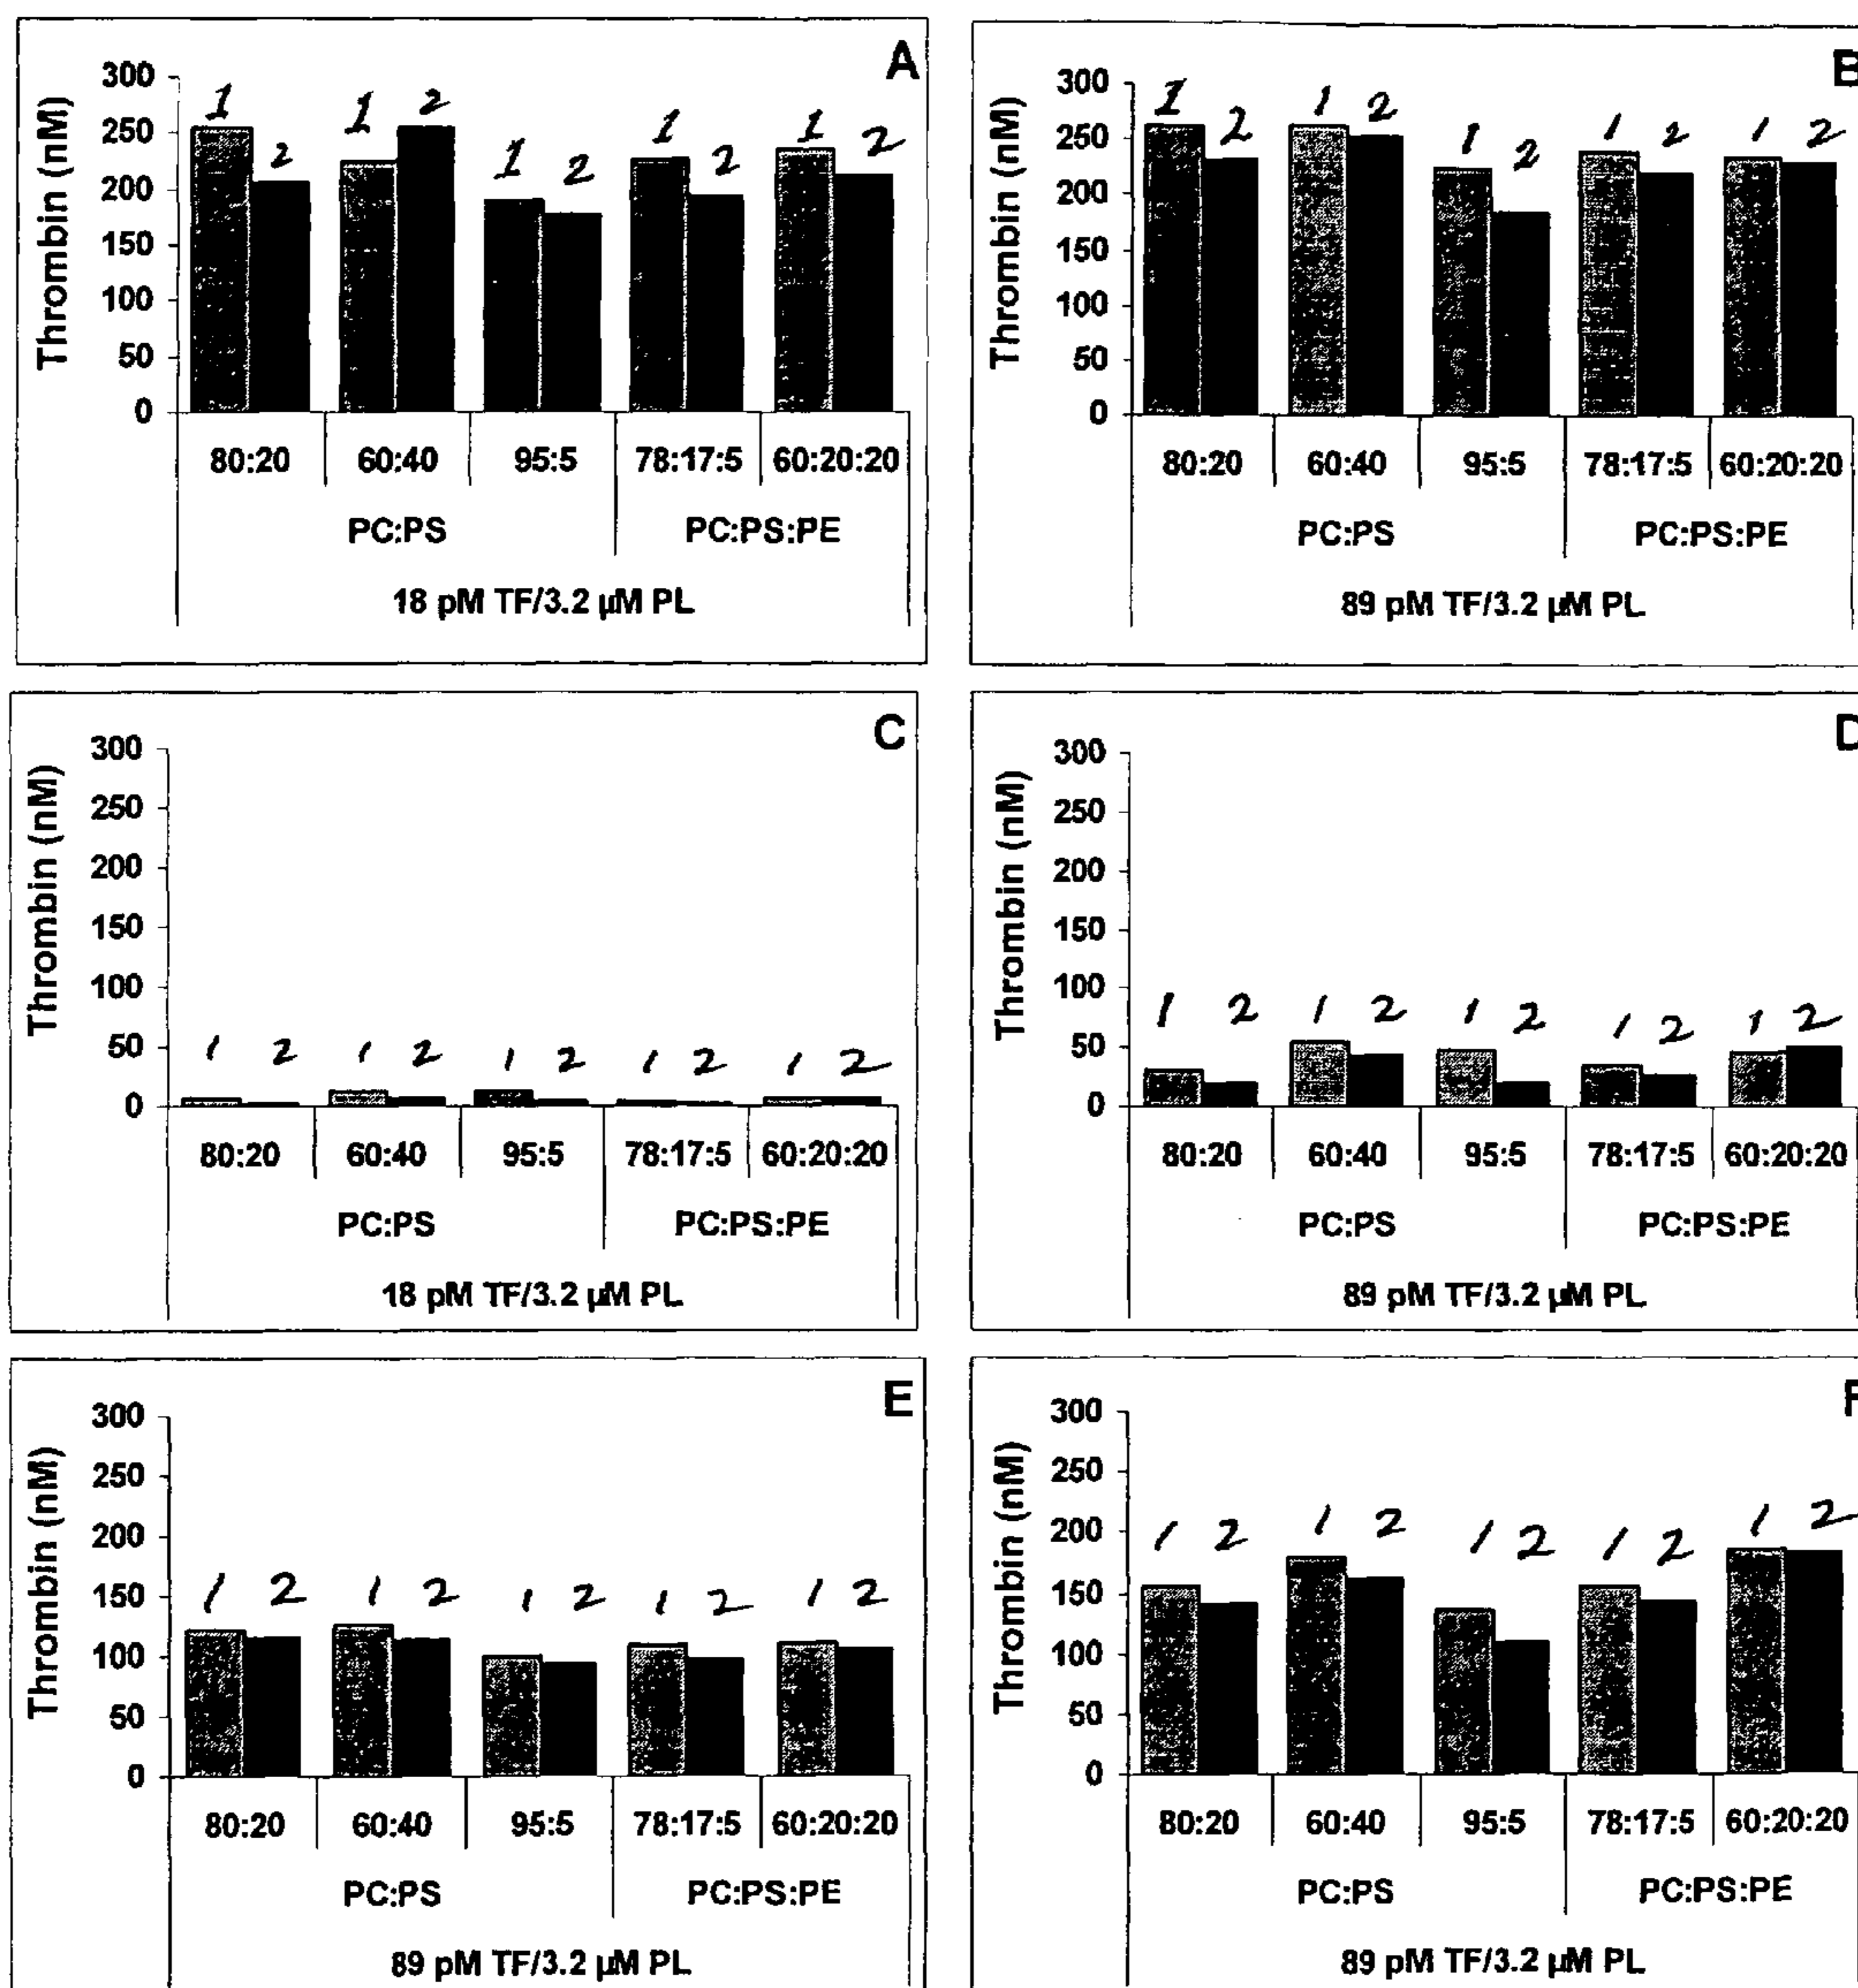 A
Thrombin (nM)
300
250
200
150
100
50
0
1 2 1 2 1 2 1 2 1 2
80:20 60:40 95:5 78:17:5 60:20:20
PC:PS PC:PS:PE
18 pM TF/3.2 µM PL
B
Thrombin (nM)
300
250
200
150
100
50
0
1 2 1 2 1 2 1 2 1 2
80:20 60:40 95:5 78:17:5 60:20:20
PC:PS PC:PS:PE
89 pM TF/3.2 µM PL
C
Thrombin (nM)
300
250
200
150
100
50
0
1 2 1 2 1 2 1 2 1 2
80:20 60:40 95:5 78:17:5 60:20:20
PC:PS PC:PS:PE
18 pM TF/3.2 µM PL
D
Thrombin (nM)
300
250
200
150
100
50
0
1 2 1 2 1 2 1 2 1 2
80:20 60:40 95:5 78:17:5 60:20:20
PC:PS PC:PS:PE
89 pM TF/3.2 µM PL
E
Thrombin (nM)
300
250
200
150
100
50
0
1 2 1 2 1 2 1 2 1 2
80:20 60:40 95:5 78:17:5 60:20:20
PC:PS PC:PS:PE
89 pM TF/3.2 µM PL
F
Thrombin (nM)
300
250
200
150
100
50
0
1 2 1 2 1 2 1 2 1 2
80:20 60:40 95:5 78:17:5 60:20:20
PC:PS PC:PS:PE
89 pM TF/3.2 µM PL